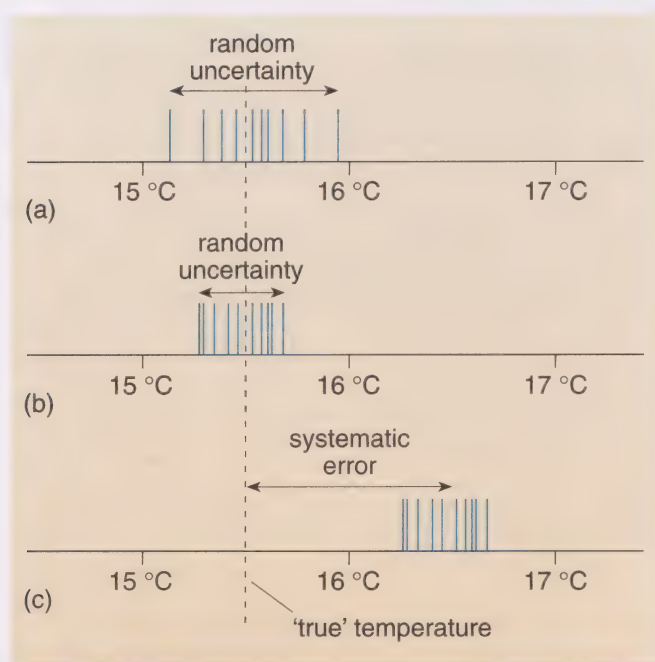 random
uncertainty
15 °C 16 °C 17 °C
(a)
random
uncertainty
15 °C 16 °C 17 °C
(b)
systematic
error
15 °C 16 °C 17 °C
(c)
‘true’ temperature